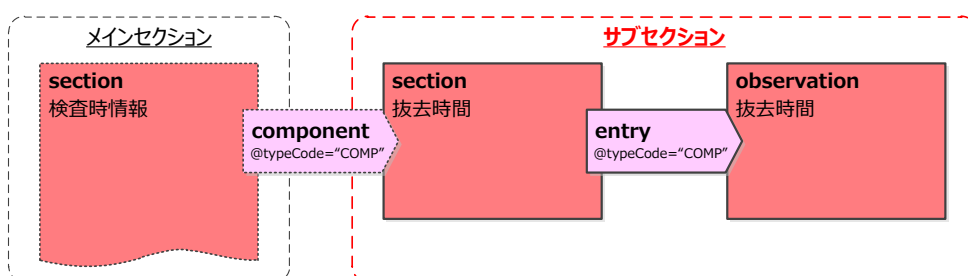 メインセクション
サブセクション
section
検査時情報
component
@typeCode="COMP"
section
抜去時間
entry
@typeCode="COMP"
observation
抜去時間